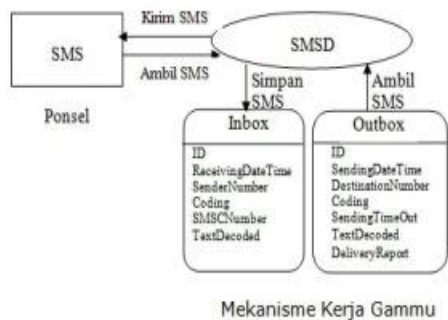 Kirim SMS
SMS
Ambil SMS
Ponsel
SMSD
Simpan
SMS
Ambil
SMS
Inbox
ID
ReceivingDateTime
SenderNumber
Coding
SMSCNumber
TextDecoded
Outbox
ID
SendingDateTime
DestinationNumber
Coding
SendingTimeOut
TextDecoded
DeliveryReport
Mekanisme Kerja Gammu